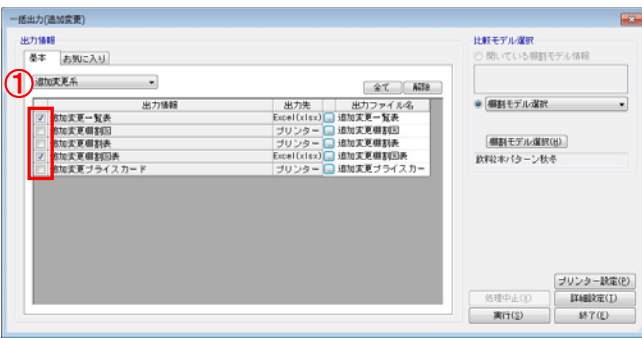 一括出力(追加変更)
出力情報
基本 お気に入り
①
追加変更系
全て 解除
出力情報 出力先 出力ファイル名
追加変更一覧表 Excel(xlsx) 追加変更一覧表
追加変更棚割図 プリンター 追加変更棚割図
追加変更棚割表 プリンター 追加変更棚割表
追加変更棚割図表 Excel(xlsx) 追加変更棚割図表
追加変更プライスカード プリンター 追加変更プライスカー
比較モデル選択
開いている棚割モデル情報
棚割モデル選択
棚割モデル選択(H)
飲料2本パターン秋冬
プリンター設定(P)
処理中止(X) 詳細設定(I)
実行(S) 終了(E)